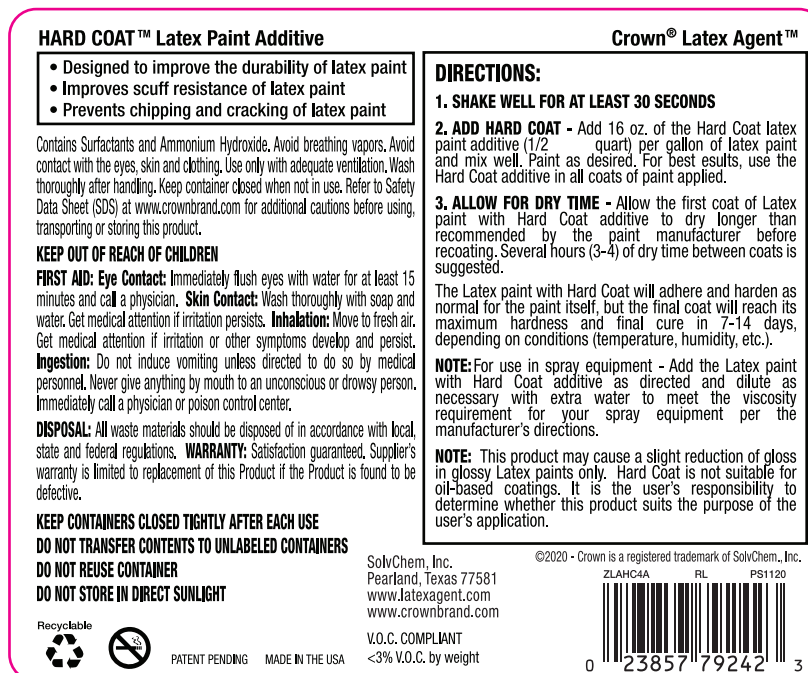 HARD COAT™ Latex Paint Additive
Crown® Latex Agent™
• Designed to improve the durability of latex paint
• Improves scuff resistance of latex paint
• Prevents chipping and cracking of latex paint
Contains Surfactants and Ammonium Hydroxide. Avoid breathing vapors. Avoid
contact with the eyes, skin and clothing. Use only with adequate ventilation. Wash
thoroughly after handling. Keep container closed when not in use. Refer to Safety
Data Sheet (SDS) at www.crownbrand.com for additional cautions before using,
transporting or storing this product.
KEEP OUT OF REACH OF CHILDREN
FIRST AID: Eye Contact: Immediately flush eyes with water for at least 15
minutes and call a physician. Skin Contact: Wash thoroughly with soap and
water. Get medical attention if irritation persists. Inhalation: Move to fresh air.
Get medical attention if irritation or other symptoms develop and persist.
Ingestion: Do not induce vomiting unless directed to do so by medical
personnel. Never give anything by mouth to an unconscious or drowsy person.
Immediately call a physician or poison control center.
DISPOSAL: All waste materials should be disposed of in accordance with local,
state and federal regulations. WARRANTY: Satisfaction guaranteed. Supplier's
warranty is limited to replacement of this Product if the Product is found to be
defective.
KEEP CONTAINERS CLOSED TIGHTLY AFTER EACH USE
DO NOT TRANSFER CONTENTS TO UNLABELED CONTAINERS
DO NOT REUSE CONTAINER
DO NOT STORE IN DIRECT SUNLIGHT
Recyclable
PATENT PENDING MADE IN THE USA
DIRECTIONS:
1. SHAKE WELL FOR AT LEAST 30 SECONDS
2. ADD HARD COAT - Add 16 oz. of the Hard Coat latex
paint additive (1/2 quart) per gallon of latex paint
and mix well. Paint as desired. For best esults, use the
Hard Coat additive in all coats of paint applied.
3. ALLOW FOR DRY TIME - Allow the first coat of Latex
paint with Hard Coat additive to dry longer than
recommended by the paint manufacturer before
recoating. Several hours (3-4) of dry time between coats is
suggested.
The Latex paint with Hard Coat will adhere and harden as
normal for the paint itself, but the final coat will reach its
maximum hardness and final cure in 7-14 days,
depending on conditions (temperature, humidity, etc.).
NOTE: For use in spray equipment - Add the Latex paint
with Hard Coat additive as directed and dilute as
necessary with extra water to meet the viscosity
requirement for your spray equipment per the
manufacturer's directions.
NOTE: This product may cause a slight reduction of gloss
in glossy Latex paints only. Hard Coat is not suitable for
oil-based coatings. It is the user's responsibility to
determine whether this product suits the purpose of the
user's application.
SolvChem, Inc.
Pearland, Texas 77581
www.latexagent.com
www.crownbrand.com
V.O.C. COMPLIANT
<3% V.O.C. by weight
©2020 - Crown is a registered trademark of SolvChem., Inc.
ZLAHC4A RL PS1120
0 23857 79242 3